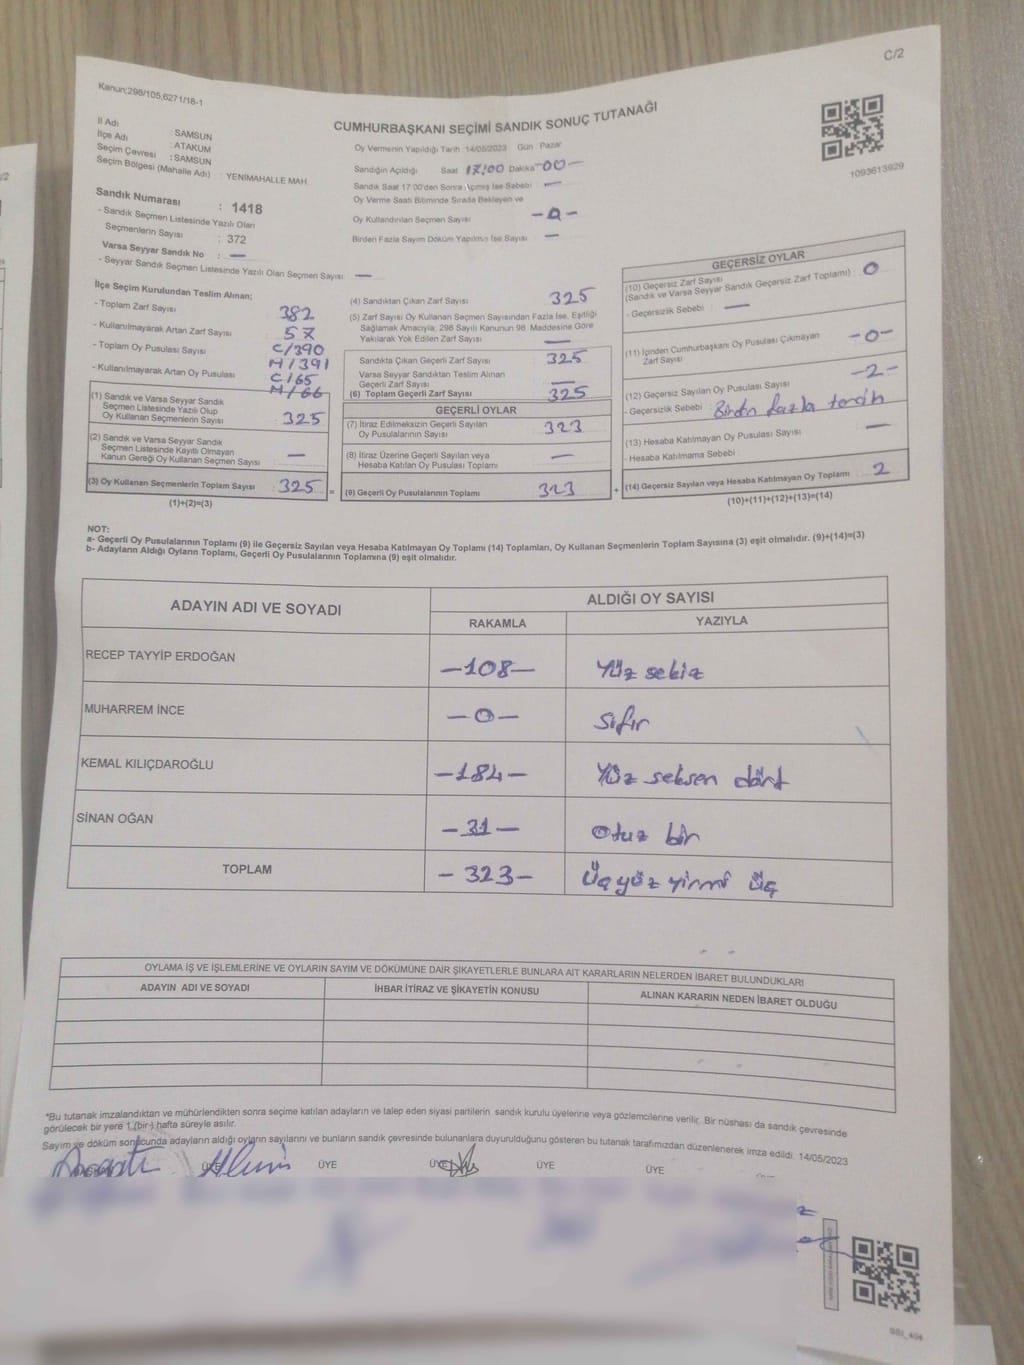 C/2
Kanun;298/105,6271/18-1
CUMHURBAŞKANI SEÇİMİ SANDIK SONUÇ TUTANAĞI
1093613929
İl Adı : SAMSUN
İlçe Adı : ATAKUM
Seçim Çevresi : SAMSUN
Seçim Bölgesi (Mahalle Adı) : YENİMAHALLE MAH.
Sandık Numarası : 1418
- Sandık Seçmen Listesinde Yazılı Olan
Seçmenlerin Sayısı : 372
Varsa Seyyar Sandık No : —
- Seyyar Sandık Seçmen Listesinde Yazılı Olan Seçmen Sayısı: —
Oy Vermenin Yapıldığı Tarih :14/05/2023 Gün : Pazar
Sandığın Açıldığı Saat 17:00 Dakika -00-
Sandık Saat 17:00'den Sonra Açılmış İse Sebebi : —
Oy Verme Saati Bitiminde Sırada Bekleyen ve
Oy Kullandırılan Seçmen Sayısı : -0-
Birden Fazla Sayım Döküm Yapılmış İse Sayısı : —
İlçe Seçim Kurulundan Teslim Alınan;
- Toplam Zarf Sayısı : 382
- Kullanılmayarak Artan Zarf Sayısı : 57
- Toplam Oy Pusulası Sayısı : C/390
M/391
- Kullanılmayarak Artan Oy Pusulası : C/65
M/66
(1) Sandık ve Varsa Seyyar Sandık
Seçmen Listesinde Yazılı Olup
Oy Kullanan Seçmenlerin Sayısı : 325
(2) Sandık ve Varsa Seyyar Sandık
Seçmen Listesinde Kayıtlı Olmayan
Kanun Gereği Oy Kullanan Seçmen Sayısı : —
(3) Oy Kullanan Seçmenlerin Toplam Sayısı : 325 =
(1)+(2)=(3)
(4) Sandıktan Çıkan Zarf Sayısı : 325
(5) Zarf Sayısı Oy Kullanan Seçmen Sayısından Fazla İse, Eşitliği
Sağlamak Amacıyla, 298 Sayılı Kanunun 98. Maddesine Göre
Yakılarak Yok Edilen Zarf Sayısı : —
Sandıkta Çıkan Geçerli Zarf Sayısı : 325
Varsa Seyyar Sandıktan Teslim Alınan
Geçerli Zarf Sayısı : —
(6) Toplam Geçerli Zarf Sayısı : 325
GEÇERLİ OYLAR
(7) İtiraz Edilmeksizin Geçerli Sayılan
Oy Pusulalarının Sayısı : 323
(8) İtiraz Üzerine Geçerli Sayılan veya
Hesaba Katılan Oy Pusulası Toplamı : —
(9) Geçerli Oy Pusulalarının Toplamı : 323 +
GEÇERSİZ OYLAR
(10) Geçersiz Zarf Sayısı
(Sandık ve Varsa Seyyar Sandık Geçersiz Zarf Toplamı) : 0
- Geçersizlik Sebebi : —
(11) İçinden Cumhurbaşkanı Oy Pusulası Çıkmayan
Zarf Sayısı : -0-
(12) Geçersiz Sayılan Oy Pusulası Sayısı : -2-
- Geçersizlik Sebebi : Birden fazla tercih
(13) Hesaba Katılmayan Oy Pusulası Sayısı : —
- Hesaba Katılmama Sebebi :
(14) Geçersiz Sayılan veya Hesaba Katılmayan Oy Toplamı : 2
(10)+(11)+(12)+(13)=(14)
NOT:
a- Geçerli Oy Pusulalarının Toplamı (9) ile Geçersiz Sayılan veya Hesaba Katılmayan Oy Toplamı (14) Toplamları, Oy Kullanan Seçmenlerin Toplam Sayısına (3) eşit olmalıdır. (9)+(14)=(3)
b- Adayların Aldığı Oyların Toplamı, Geçerli Oy Pusulalarının Toplamına (9) eşit olmalıdır.
ADAYIN ADI VE SOYADI ALDIĞI OY SAYISI
RAKAMLA YAZIYLA
RECEP TAYYİP ERDOĞAN —108— Yüz sekiz
MUHARREM İNCE —0— Sıfır
KEMAL KILIÇDAROĞLU —184— Yüz seksen dört
SİNAN OĞAN —31— Otuz bir
TOPLAM —323— Üçyüz yirmi üç
OYLAMA İŞ VE İŞLEMLERİNE VE OYLARIN SAYIM VE DÖKÜMÜNE DAİR ŞİKAYETLERLE BUNLARA AİT KARARLARIN NELERDEN İBARET BULUNDUKLARI
ADAYIN ADI VE SOYADI İHBAR İTİRAZ VE ŞİKAYETİN KONUSU ALINAN KARARIN NEDEN İBARET OLDUĞU
*Bu tutanak imzalandıktan ve mühürlendikten sonra seçime katılan adayların ve talep eden siyasi partilerin sandık kurulu üyelerine veya gözlemcilerine verilir. Bir nüshası da sandık çevresinde
görülecek bir yere 1 (bir) hafta süreyle asılır.
Sayım ve döküm sonucunda adayların aldığı oyların sayılarını ve bunların sandık çevresinde bulunanlara duyurulduğunu gösteren bu tutanak tarafımızdan düzenlenerek imza edildi. 14/05/2023
ÜYE ÜYE ÜYE ÜYE ÜYE